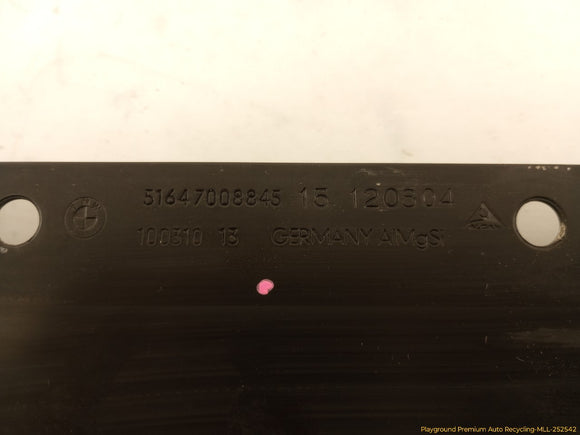 51647008845 15 120304
100310 13 GERMANY AlMgSi
Playground Premium Auto Recycling-MLL-252542